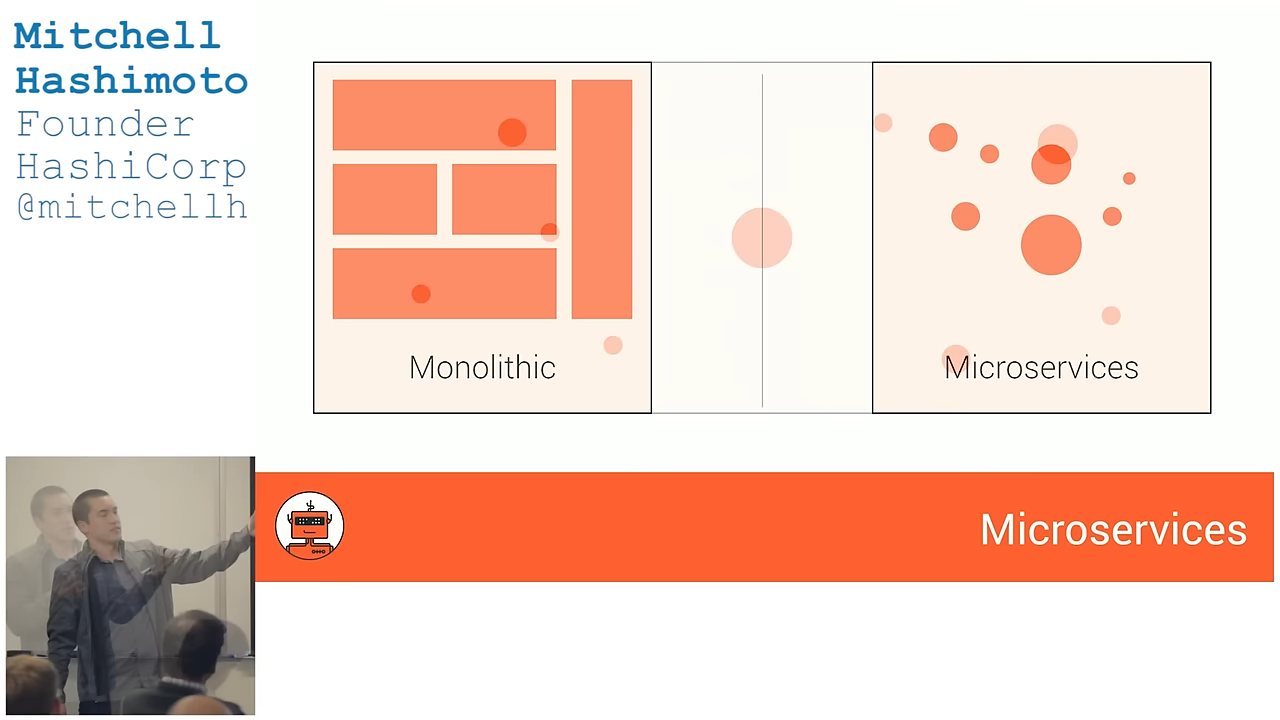 Mitchell
Hashimoto
Founder
HashiCorp
@mitchellh
Monolithic
Microservices
Microservices